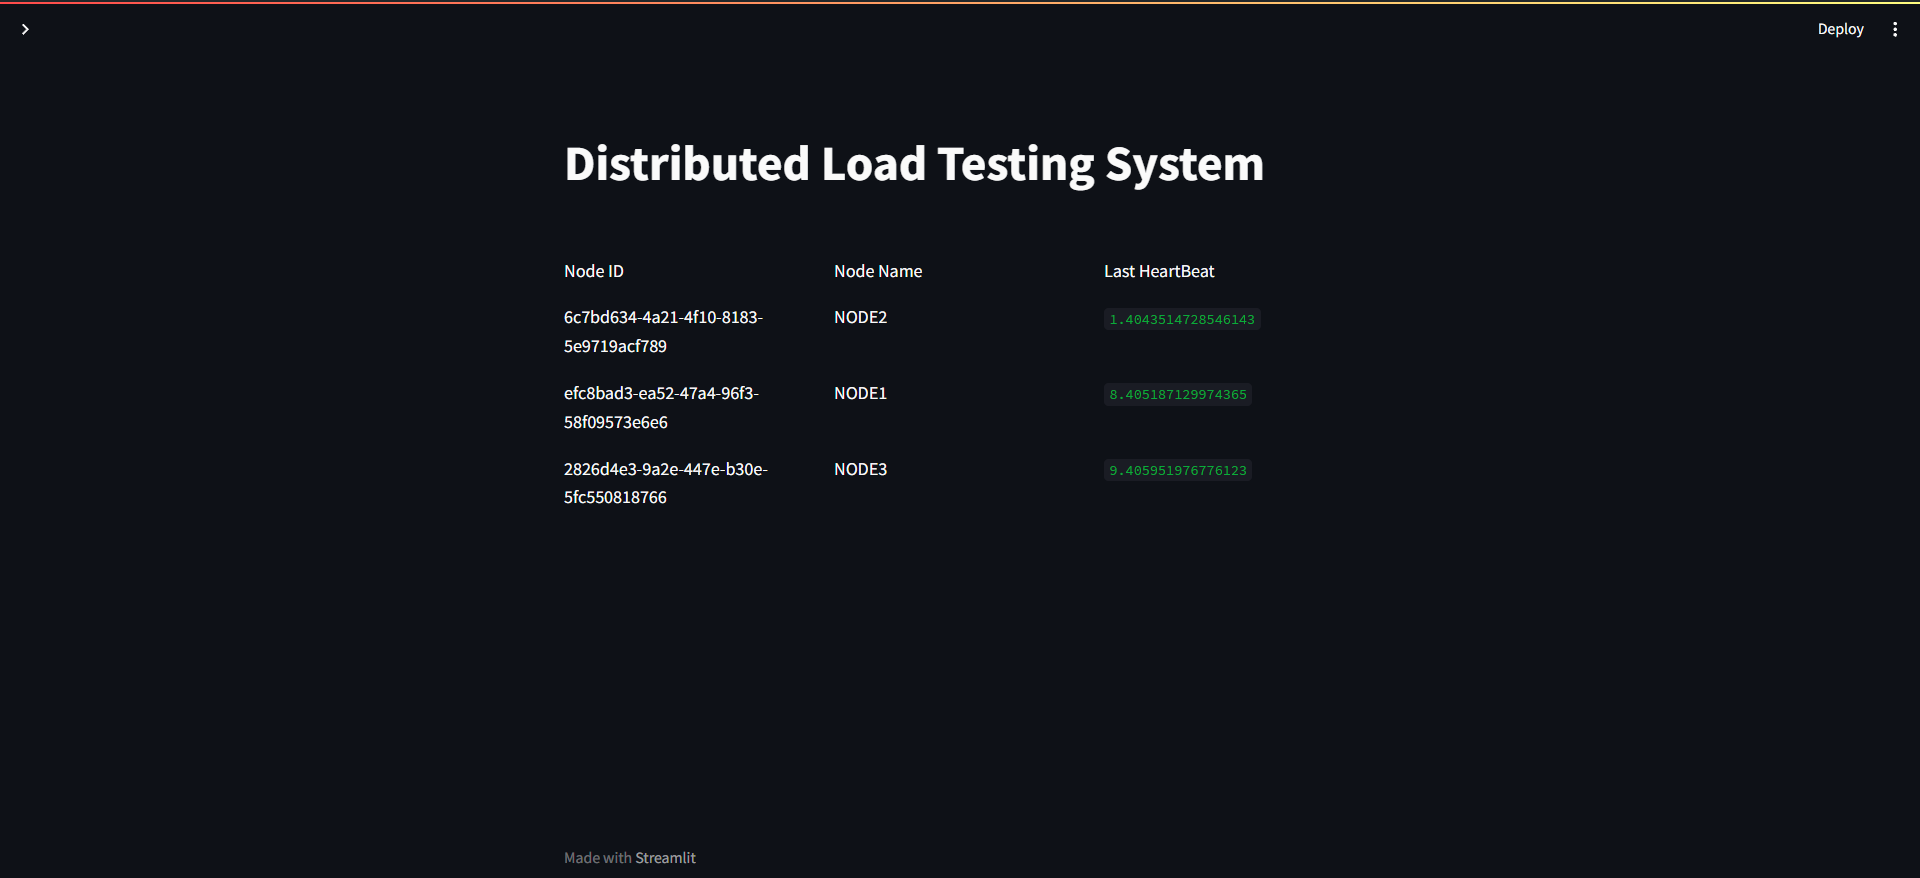 Deploy
Distributed Load Testing System
Node ID Node Name Last HeartBeat
6c7bd634-4a21-4f10-8183- NODE2 1.4043514728546143
5e9719acf789
efc8bad3-ea52-47a4-96f3- NODE1 8.405187129974365
58f09573e6e6
2826d4e3-9a2e-447e-b30e- NODE3 9.405951976776123
5fc550818766
Made with Streamlit